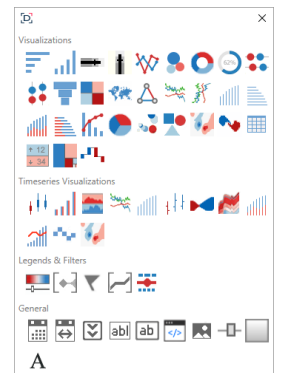 Visualizations
62%
+ 12
+ 34
Timeseries Visualizations
Legends & Filters
General
abl
ab
</>
A